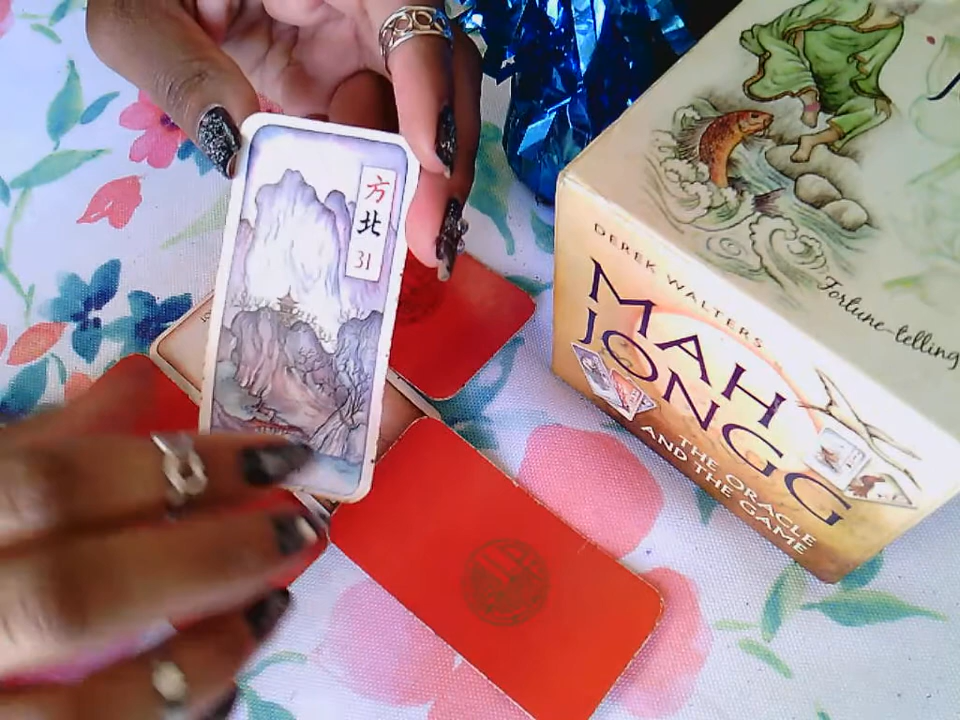 方
北
31
DEREK WALTERS
MAH
JONGG
THE ORACLE
AND THE GAME
Fortune-telling